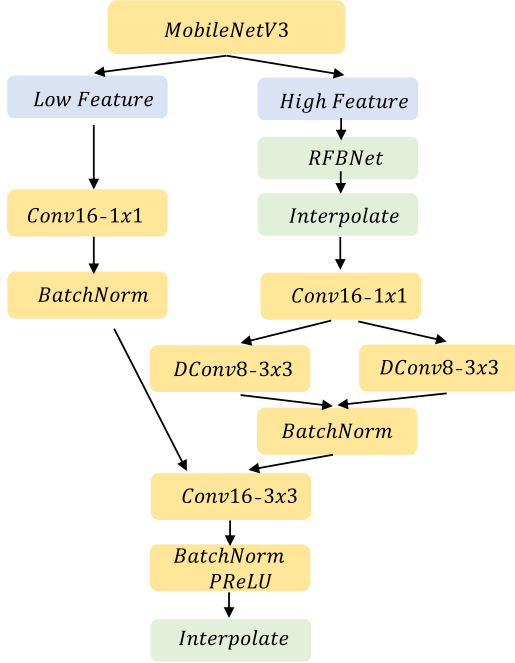 MobileNetV3
Low Feature
High Feature
RFBNet
Conv16-1x1
Interpolate
BatchNorm
Conv16-1x1
DConv8-3x3
DConv8-3x3
BatchNorm
Conv16-3x3
BatchNorm
PReLU
Interpolate